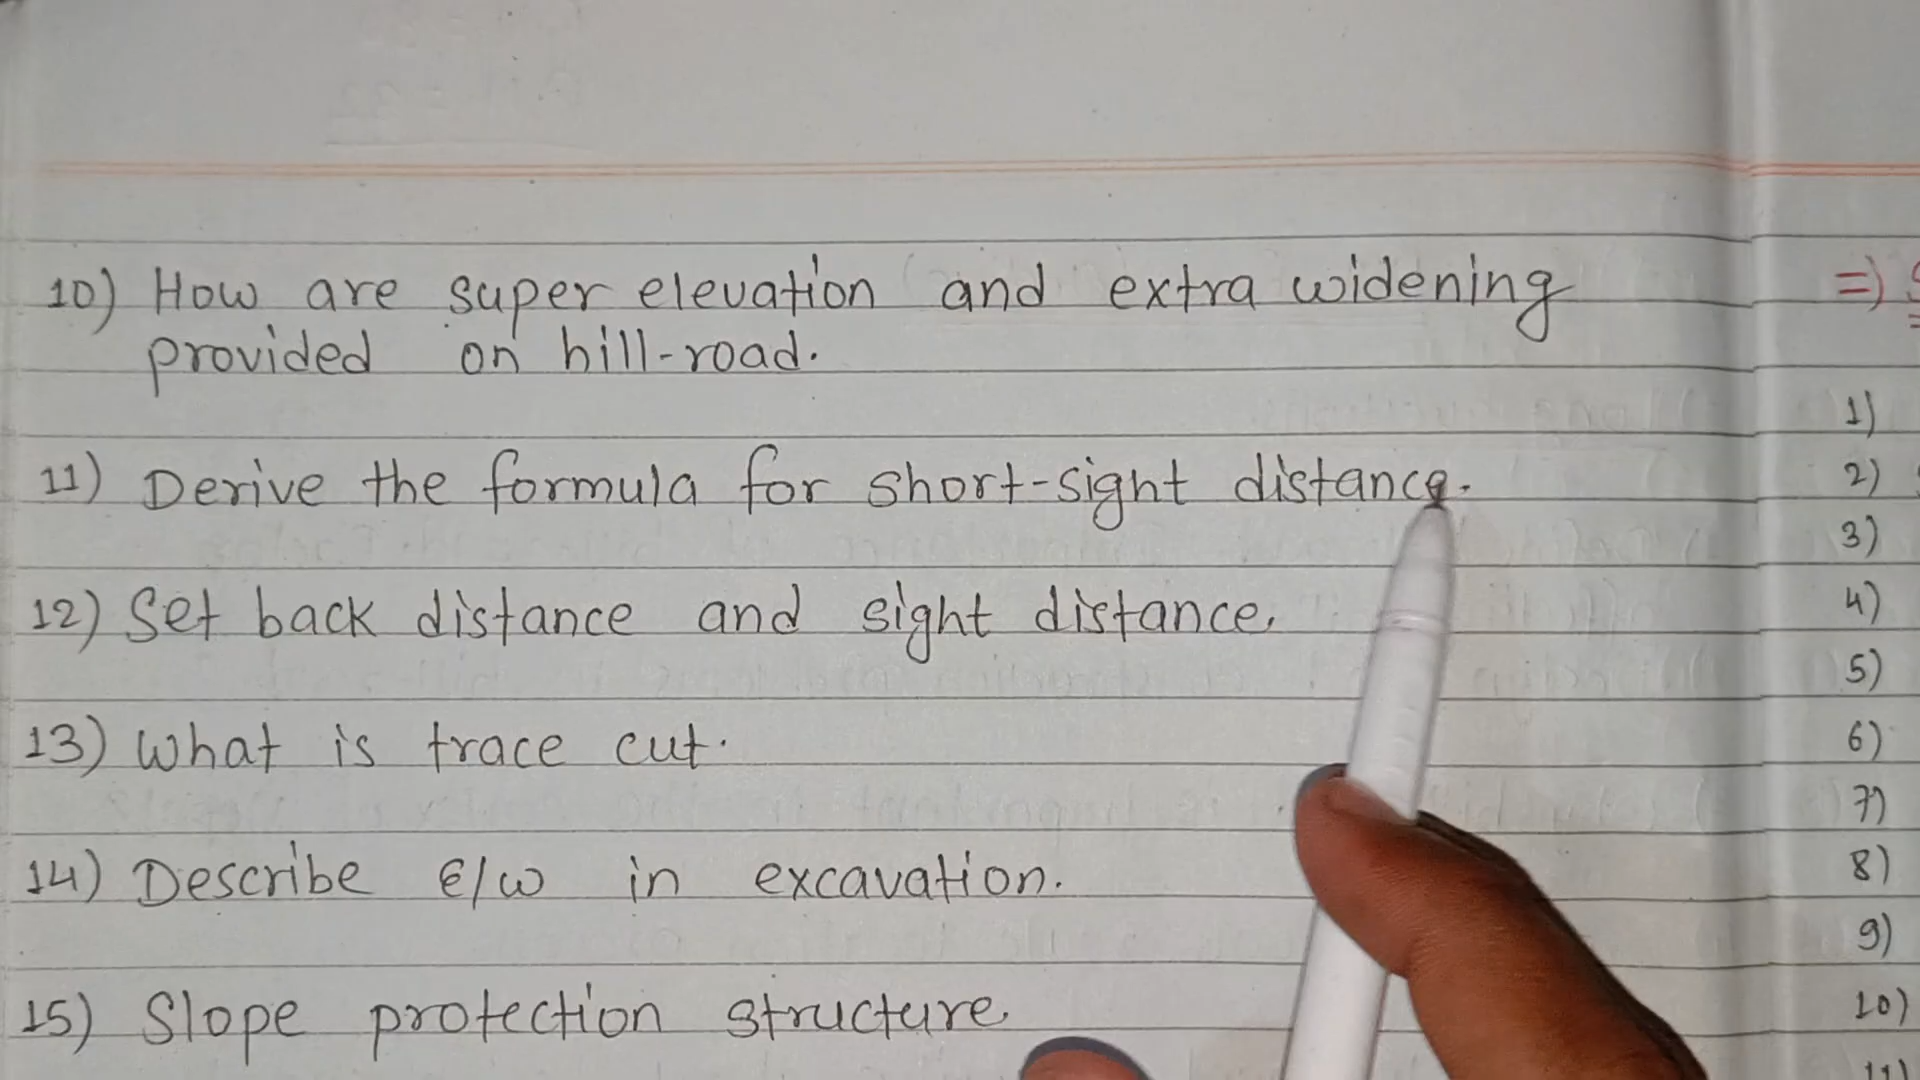 10) How are super elevation and extra widening
provided on hill-road.
11) Derive the formula for short-sight distance.
12) Set back distance and sight distance.
13) What is trace cut.
14) Describe E/W in excavation.
15) Slope protection structure.
=)
1)
2)
3)
4)
5)
6)
7)
8)
9)
10)
11)